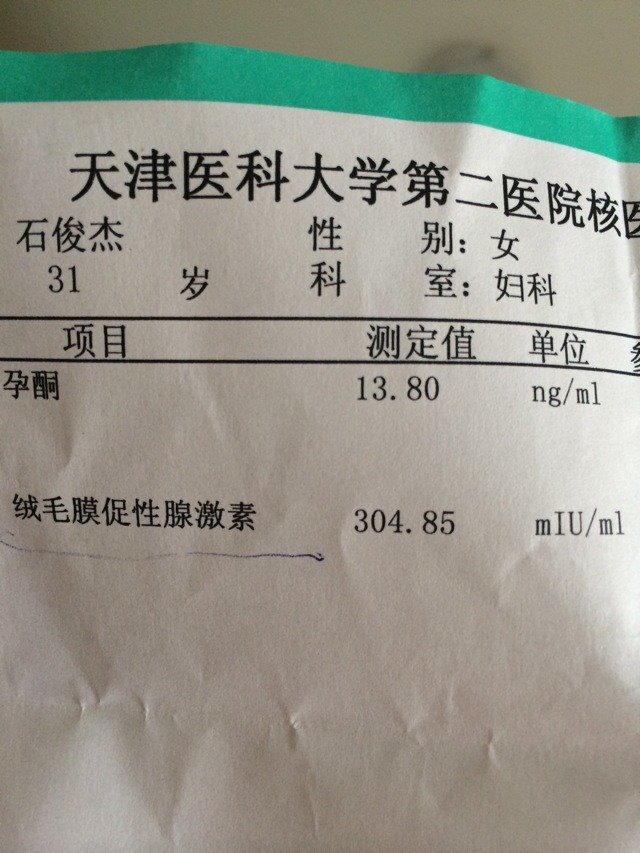 天津医科大学第二医院核医
石俊杰 性 别: 女
31 岁 科 室: 妇科
项目 测定值 单位
孕酮 13.80 ng/ml
绒毛膜促性腺激素 304.85 mIU/ml